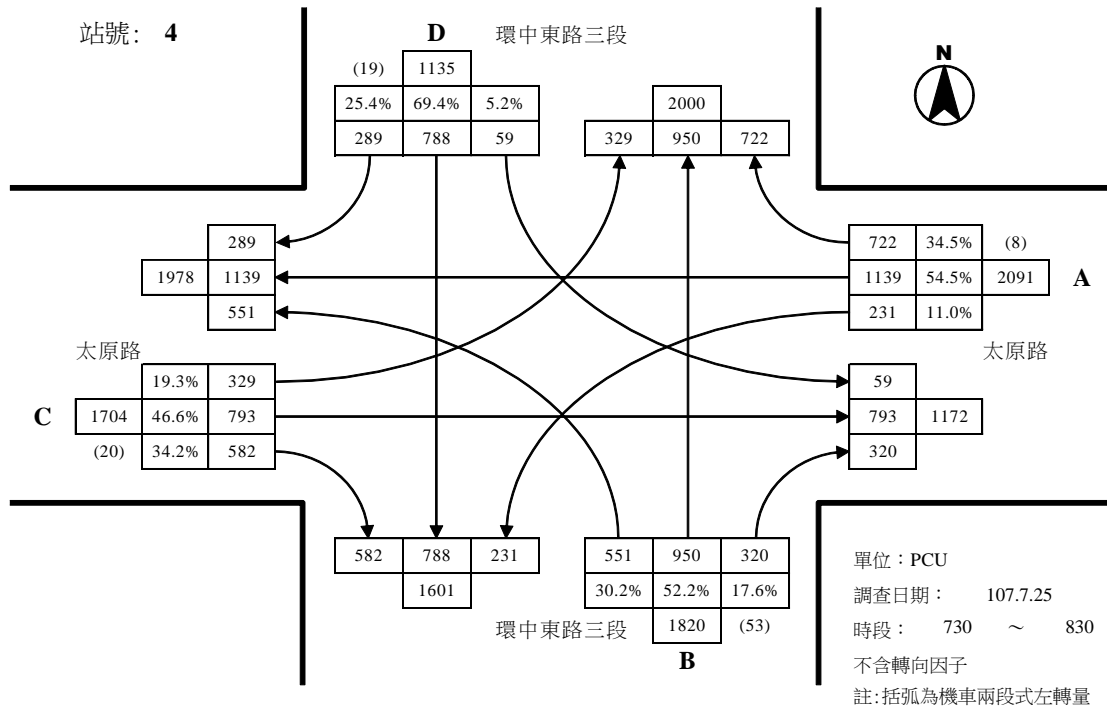 站號: 4
D
環中東路三段
N
(19) 1135
25.4% 69.4% 5.2%
289 788 59
2000
329 950 722
289
1978 1139
551
722 34.5% (8)
1139 54.5% 2091 A
231 11.0%
太原路
太原路
19.3% 329
C 1704 46.6% 793
(20) 34.2% 582
59
793 1172
320
582 788 231
1601
551 950 320
30.2% 52.2% 17.6%
1820 (53)
環中東路三段
B
單位：PCU
調查日期： 107.7.25
時段： 730 ～ 830
不含轉向因子
註:括弧為機車兩段式左轉量